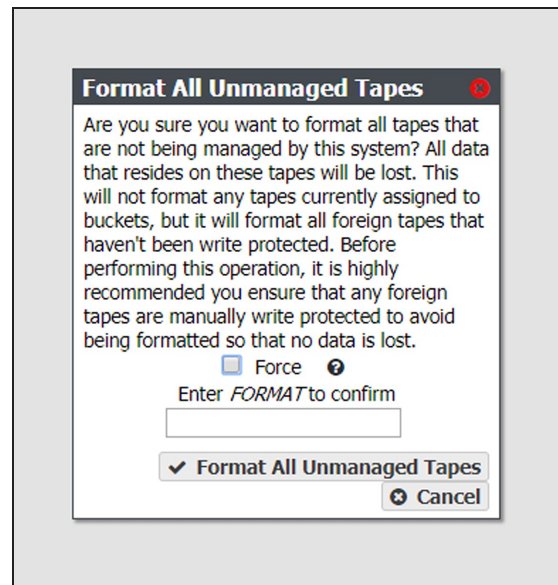 Format All Unmanaged Tapes
Are you sure you want to format all tapes that
are not being managed by this system? All data
that resides on these tapes will be lost. This
will not format any tapes currently assigned to
buckets, but it will format all foreign tapes that
haven't been write protected. Before
performing this operation, it is highly
recommended you ensure that any foreign
tapes are manually write protected to avoid
being formatted so that no data is lost.
Force ?
Enter FORMAT to confirm
Format All Unmanaged Tapes
Cancel